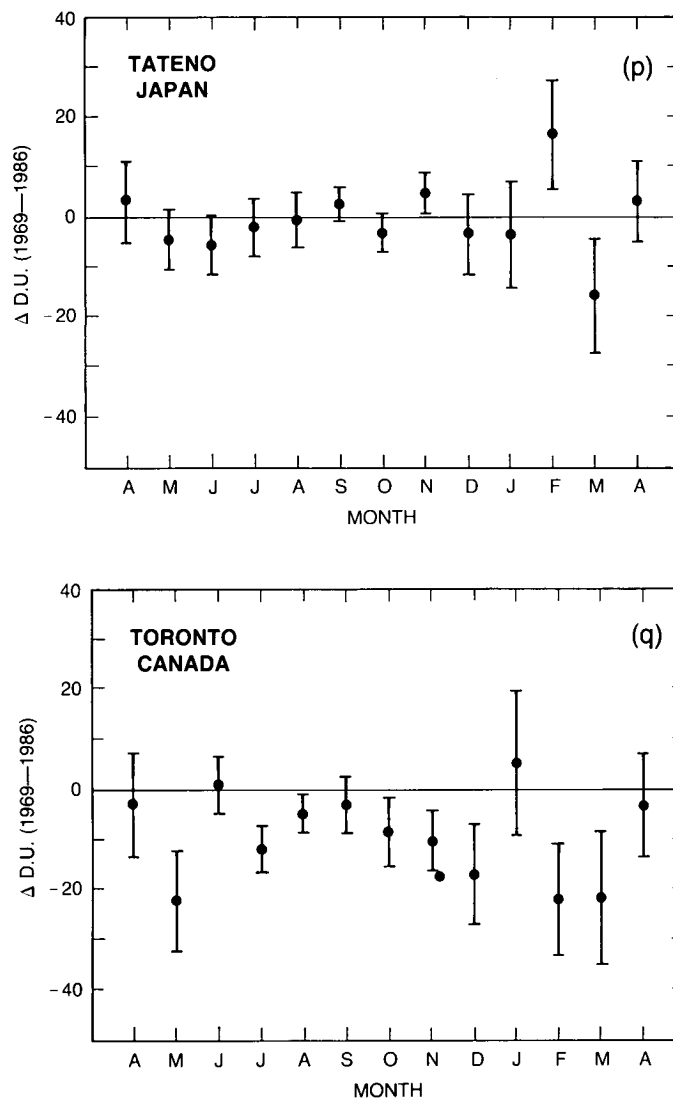 TATENO
JAPAN
(p)
Δ D.U. (1969—1986)
40
20
0
-20
-40
A M J J A S O N D J F M A
MONTH
TORONTO
CANADA
(q)
Δ D.U. (1969—1986)
40
20
0
-20
-40
A M J J A S O N D J F M A
MONTH